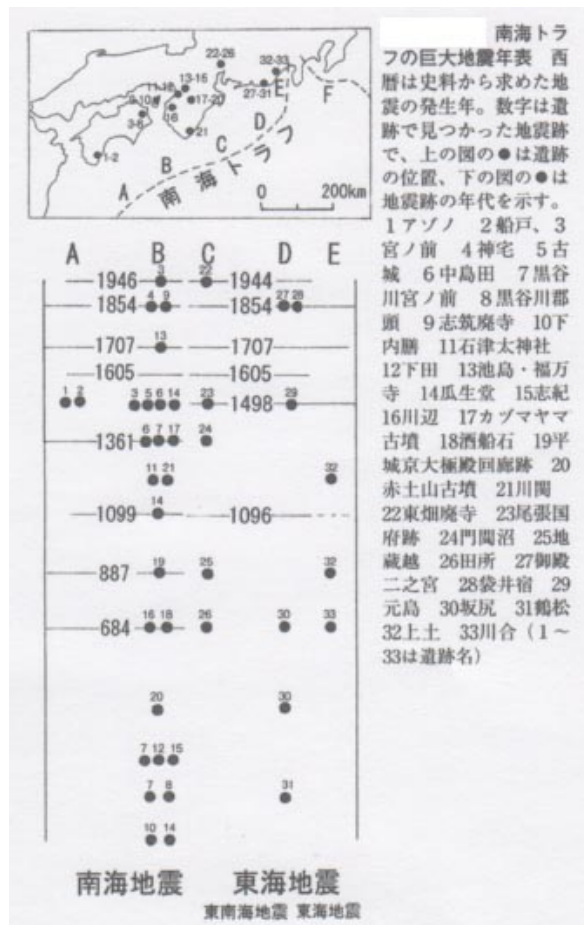 南海トラ
フの巨大地震年表　西
暦は史料から求めた地
震の発生年。数字は遺
跡で見つかった地震跡
で、上の図の●は遺跡
の位置、下の図の●は
地震跡の年代を示す。
1アゾノ　2船戸、3
宮ノ前　4神宅　5古
城　6中島田　7黒谷
川宮ノ前　8黒谷川郡
頭　9志筑廃寺　10下
内膳　11石津太神社
12下田　13池島・福万
寺　14瓜生堂　15志紀
16川辺　17カヅマヤマ
古墳　18酒船石　19平
城京大極殿回廊跡　20
赤土山古墳　21川関
22東畑廃寺　23尾張国
府跡　24門間沼　25地
蔵越　26田所　27御殿
二之宮　28袋井宿　29
元島　30坂尻　31鶴松
32上土　33川合（1～
33は遺跡名）
22-26
32-33
13-15
17-20
27-31
16
3-6
21
1-2
A B C D E F
南海トラフ
0 200km
A B C D E
3 22
1946 1944
4 9 27 28
1854 1854
13
1707 1707
1605 1605
1 2 3 5 6 14 23 29
1498
6 7 17 24
1361
11 21 32
14
1099 1096
19 25 32
887
16 18 26 30 33
684
20 30
7 12 15
7 8 31
10 14
南海地震 東海地震
東南海地震 東海地震